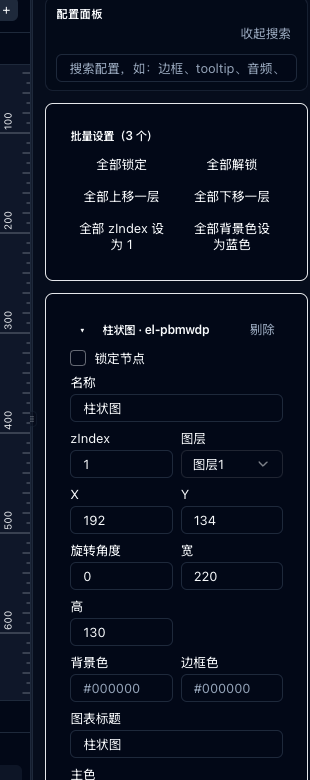 +
配置面板
收起搜索
搜索配置，如：边框、tooltip、音频、
100
200
300
400
500
600
批量设置（3 个）
全部锁定 全部解锁
全部上移一层 全部下移一层
全部 zIndex 设 全部背景色设
为 1 为蓝色
▾ 柱状图 · el-pbmwdp 剔除
锁定节点
名称
柱状图
zIndex 图层
1 图层1
X Y
192 134
旋转角度 宽
0 220
高
130
背景色 边框色
#000000 #000000
图表标题
柱状图
主色